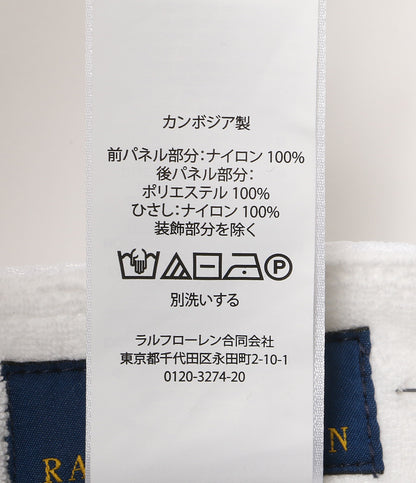 カンボジア製
前パネル部分:ナイロン 100%
後パネル部分:
ポリエステル 100%
ひさし:ナイロン 100%
装飾部分を除く
P
別洗いする
ラルフローレン合同会社
東京都千代田区永田町2-10-1
0120-3274-20
RA N